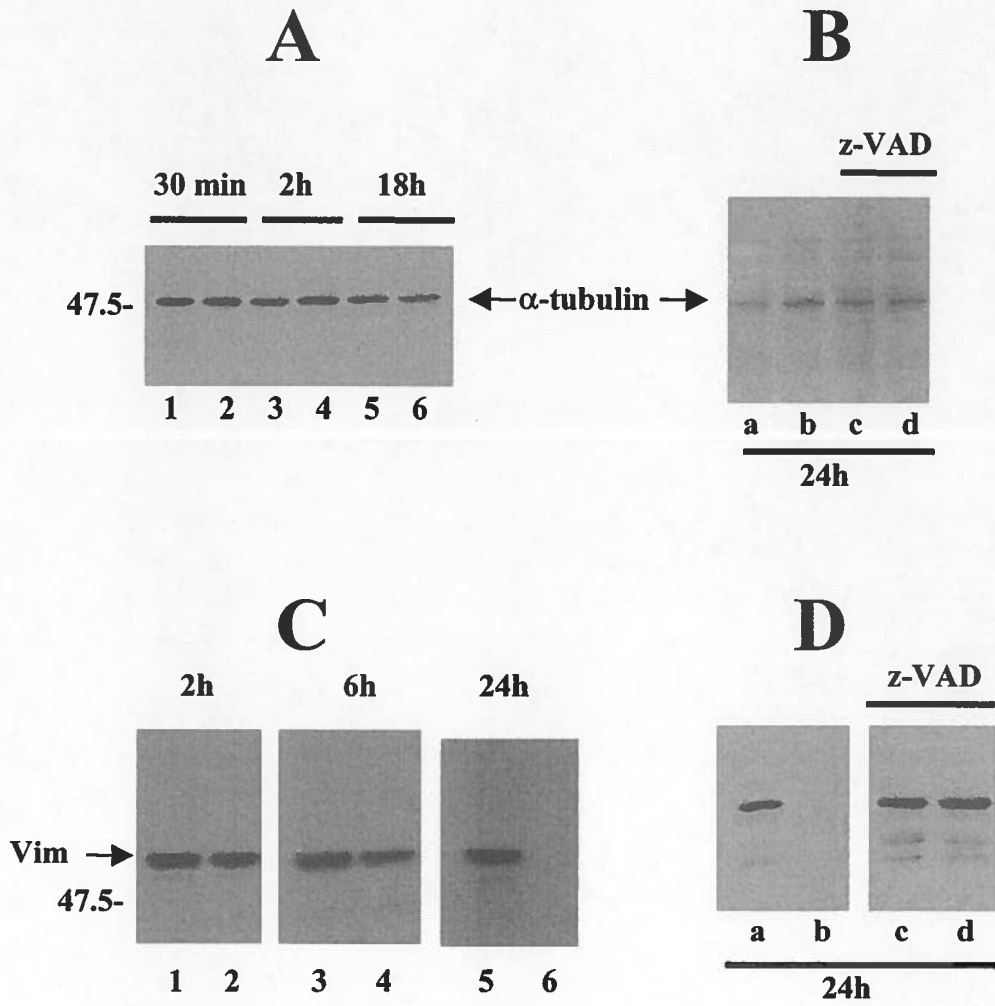 A
B
z-VAD
30 min 2h 18h
47.5-
α-tubulin
1 2 3 4 5 6
a b c d
24h
C
D
2h 6h 24h
z-VAD
Vim
47.5-
1 2 3 4 5 6
a b c d
24h